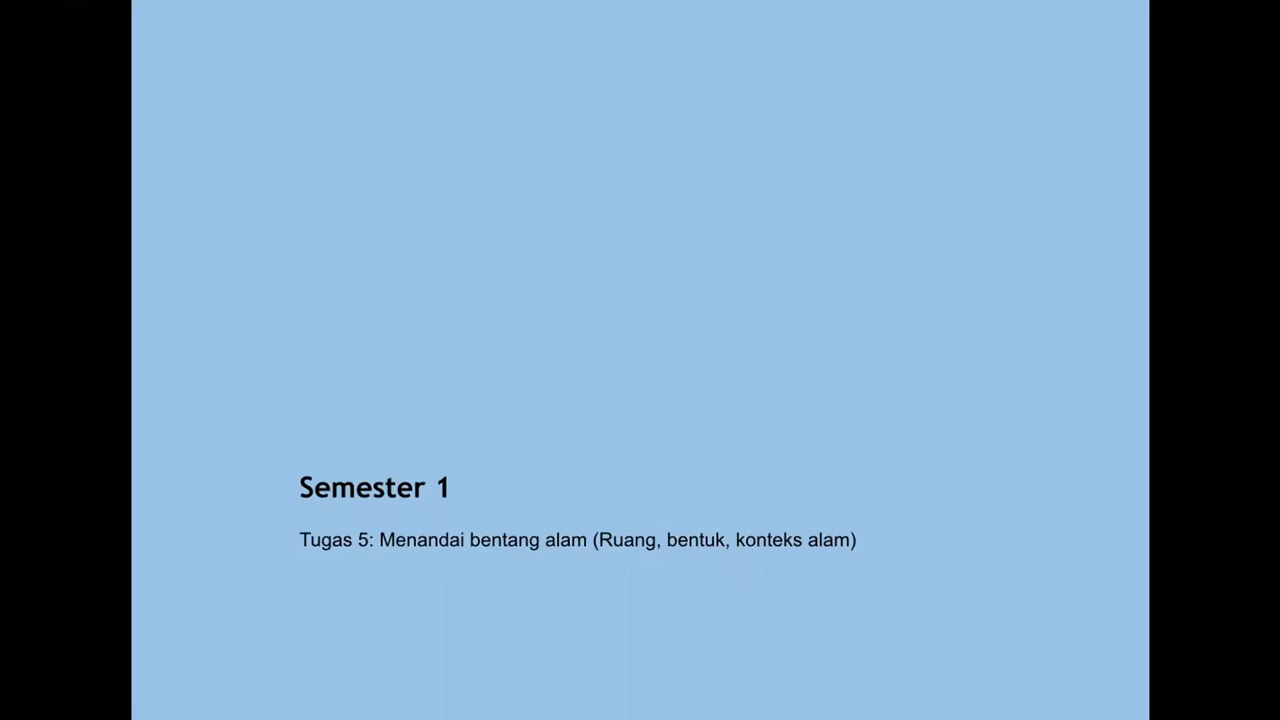 Semester 1
Tugas 5: Menandai bentang alam (Ruang, bentuk, konteks alam)